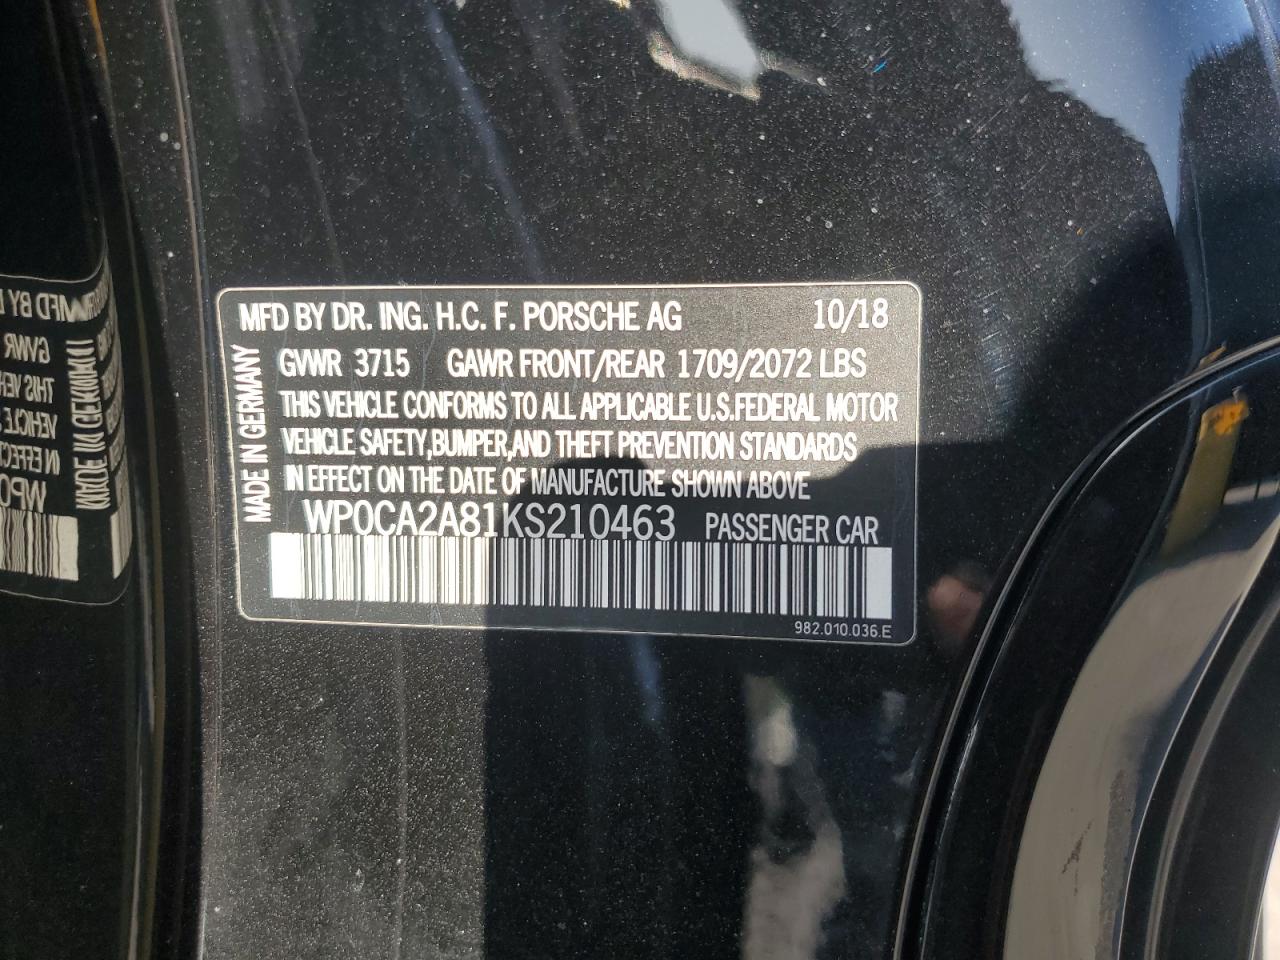 MFD BY DR. ING. H.C. F. PORSCHE AG 10/18
GVWR 3715 GAWR FRONT/REAR 1709/2072 LBS
THIS VEHICLE CONFORMS TO ALL APPLICABLE U.S.FEDERAL MOTOR
VEHICLE SAFETY,BUMPER,AND THEFT PREVENTION STANDARDS
IN EFFECT ON THE DATE OF MANUFACTURE SHOWN ABOVE
WP0CA2A81KS210463 PASSENGER CAR
982.010.036.E
MADE IN GERMANY